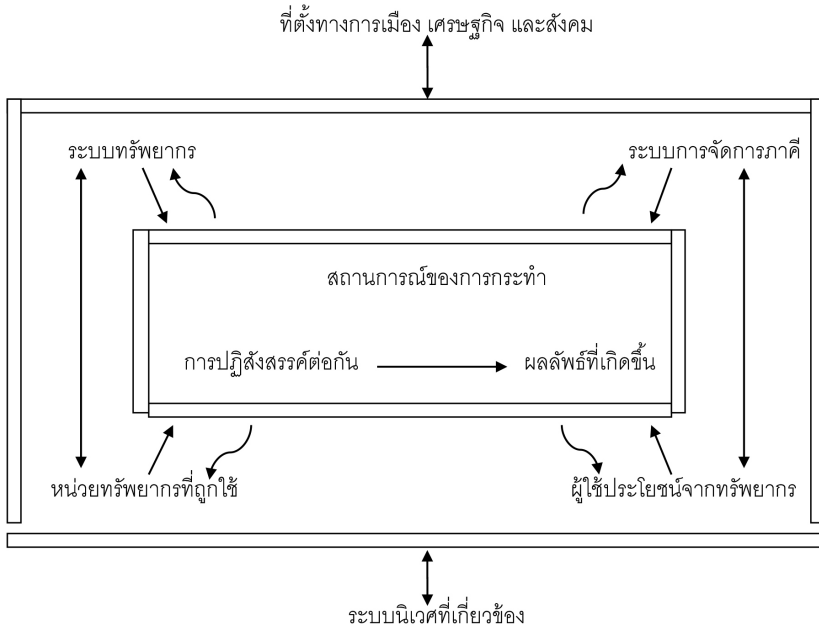 ที่ตั้งทางการเมือง เศรษฐกิจ และสังคม
ระบบทรัพยากร
ระบบการจัดการภาคี
สถานการณ์ของการกระทำ
การปฏิสังสรรค์ต่อกัน
ผลลัพธ์ที่เกิดขึ้น
หน่วยทรัพยากรที่ถูกใช้
ผู้ใช้ประโยชน์จากทรัพยากร
ระบบนิเวศที่เกี่ยวข้อง